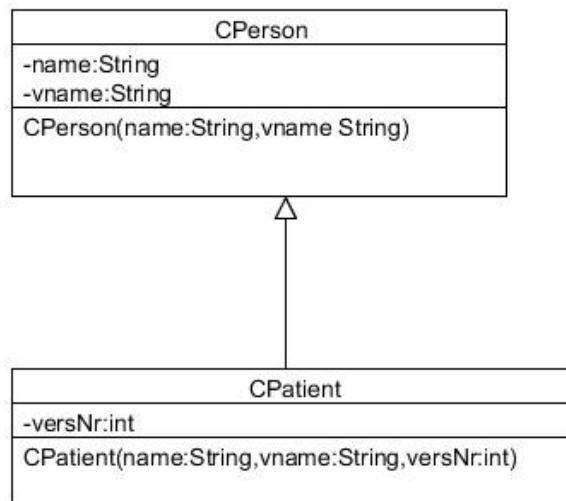 CPerson
-name:String
-vname:String
CPerson(name:String,vname String)
CPatient
-versNr:int
CPatient(name:String,vname:String,versNr:int)